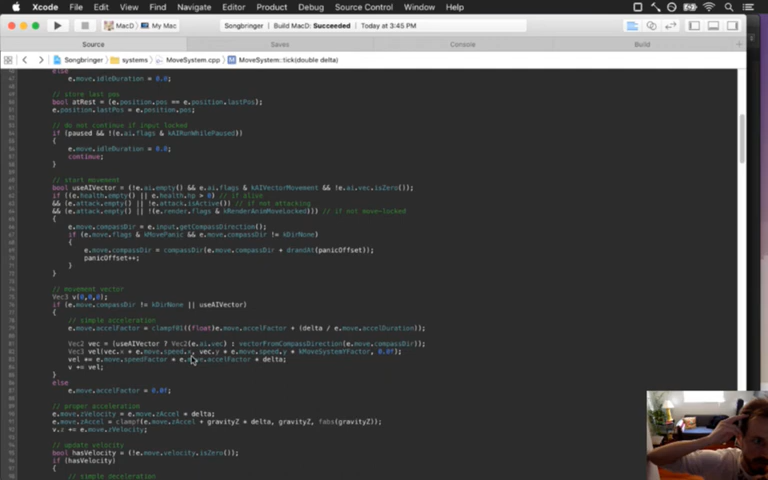 Xcode File Edit View Find Navigate Editor Product Debug Source Control Window Help
MacD My Mac Songbringer Build MacD: Succeeded Today at 3:45 PM
Source Saves Console Build
Songbringer systems MoveSystem.cpp MoveSystem::tick(double delta)
else
e.move.idleDuration = 0.0;
// store last pos
bool atRest = (e.position.pos == e.position.lastPos);
e.position.lastPos = e.position.pos;
// do not continue if input locked
if (paused && !(e.ai.flags & kAIRunWhilePaused))
{
e.move.idleDuration = 0.0;
continue;
}
// start movement
bool useAIVector = (!e.ai.empty() && e.ai.flags & kAIVectorMovement && !e.ai.vec.isZero());
if ((e.health.empty() || e.health.hp > 0) // if alive
&& (e.attack.empty() || !e.attack.isActive()) // if not attacking
&& (e.attack.empty() || !(e.render.flags & kRenderAnimMoveLocked))) // if not move-locked
{
e.move.compassDir = e.input.getCompassDirection();
if (e.move.flags & kMovePanic && e.move.compassDir != kDirNone)
{
e.move.compassDir = compassDir(e.move.compassDir + drandAt(panicOffset));
panicOffset++;
}
}
// movement vector
Vec3 v(0,0,0);
if (e.move.compassDir != kDirNone || useAIVector)
{
// simple acceleration
e.move.accelFactor = clampf01((float)e.move.accelFactor + (delta / e.move.accelDuration));
Vec2 vec = (useAIVector ? Vec2(e.ai.vec) : vectorFromCompassDirection(e.move.compassDir));
Vec3 vel(vec.x * e.move.speed.x, vec.y * e.move.speed.y * kMoveSystemYFactor, 0.0f);
vel *= e.move.speedFactor * e.move.accelFactor * delta;
v += vel;
}
else
e.move.accelFactor = 0.0f;
// proper acceleration
e.move.zVelocity += e.move.zAccel * delta;
e.move.zAccel = clampf(e.move.zAccel + gravityZ * delta, gravityZ, fabs(gravityZ));
v.z += e.move.zVelocity;
// update velocity
bool hasVelocity = (!e.move.velocity.isZero());
if (hasVelocity)
{
// simple deceleration